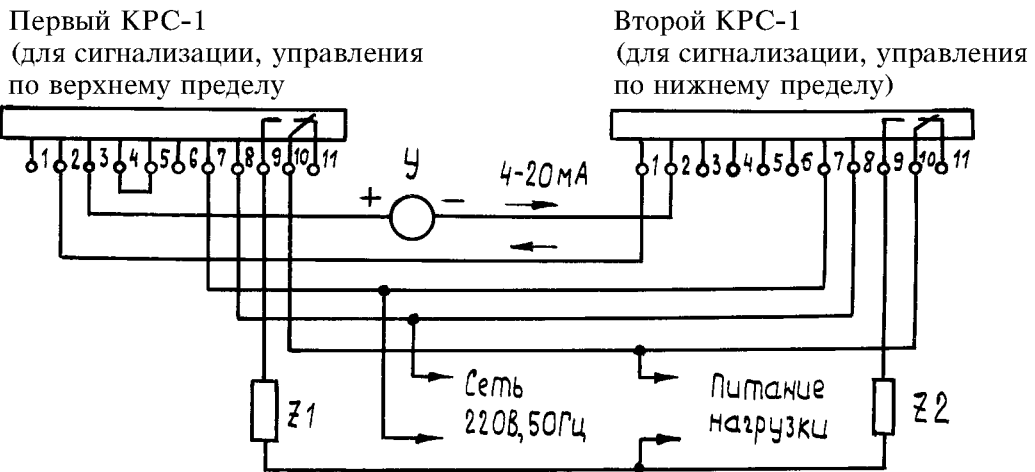 Первый КРС-1
(для сигнализации, управления
по верхнему пределу
Второй КРС-1
(для сигнализации, управления
по нижнему пределу)
1 2 3 4 5 6 7 8 9 10 11
1 2 3 4 5 6 7 8 9 10 11
У
+ −
4-20мА
Сеть
220В, 50Гц
Питание
нагрузки
Z1
Z2